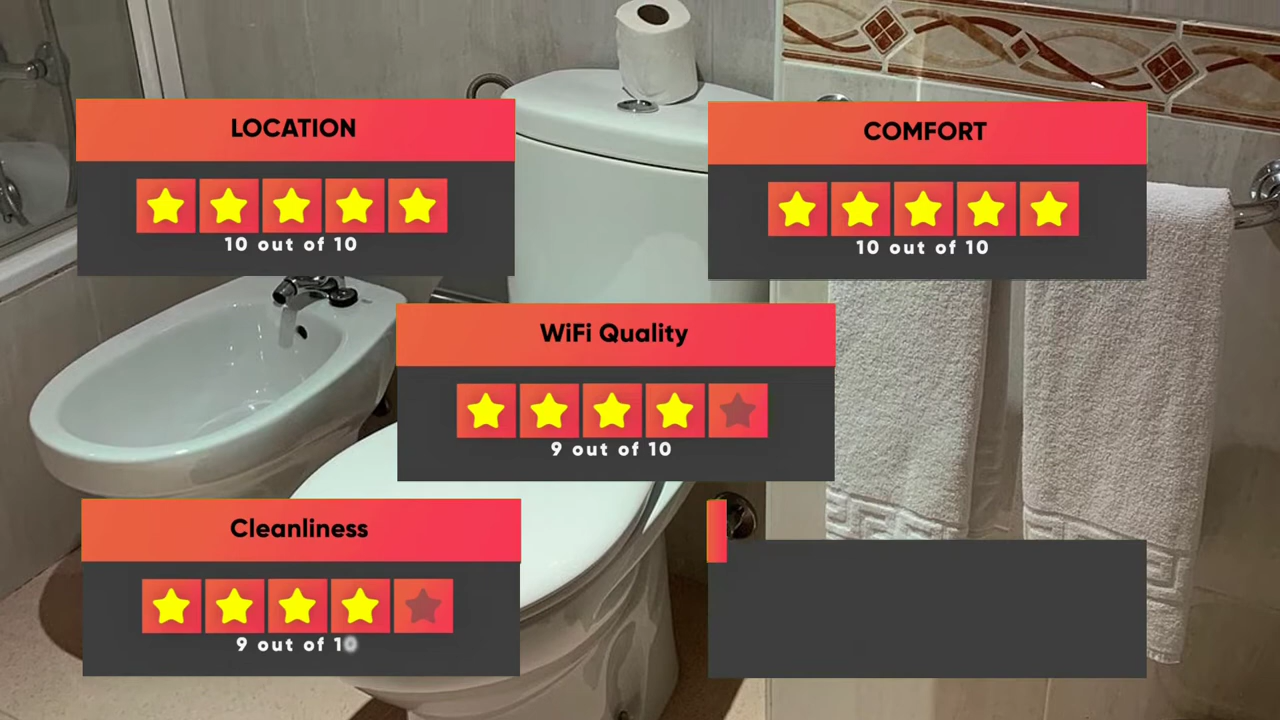 LOCATION
10 out of 10
COMFORT
10 out of 10
WiFi Quality
9 out of 10
Cleanliness
9 out of 10